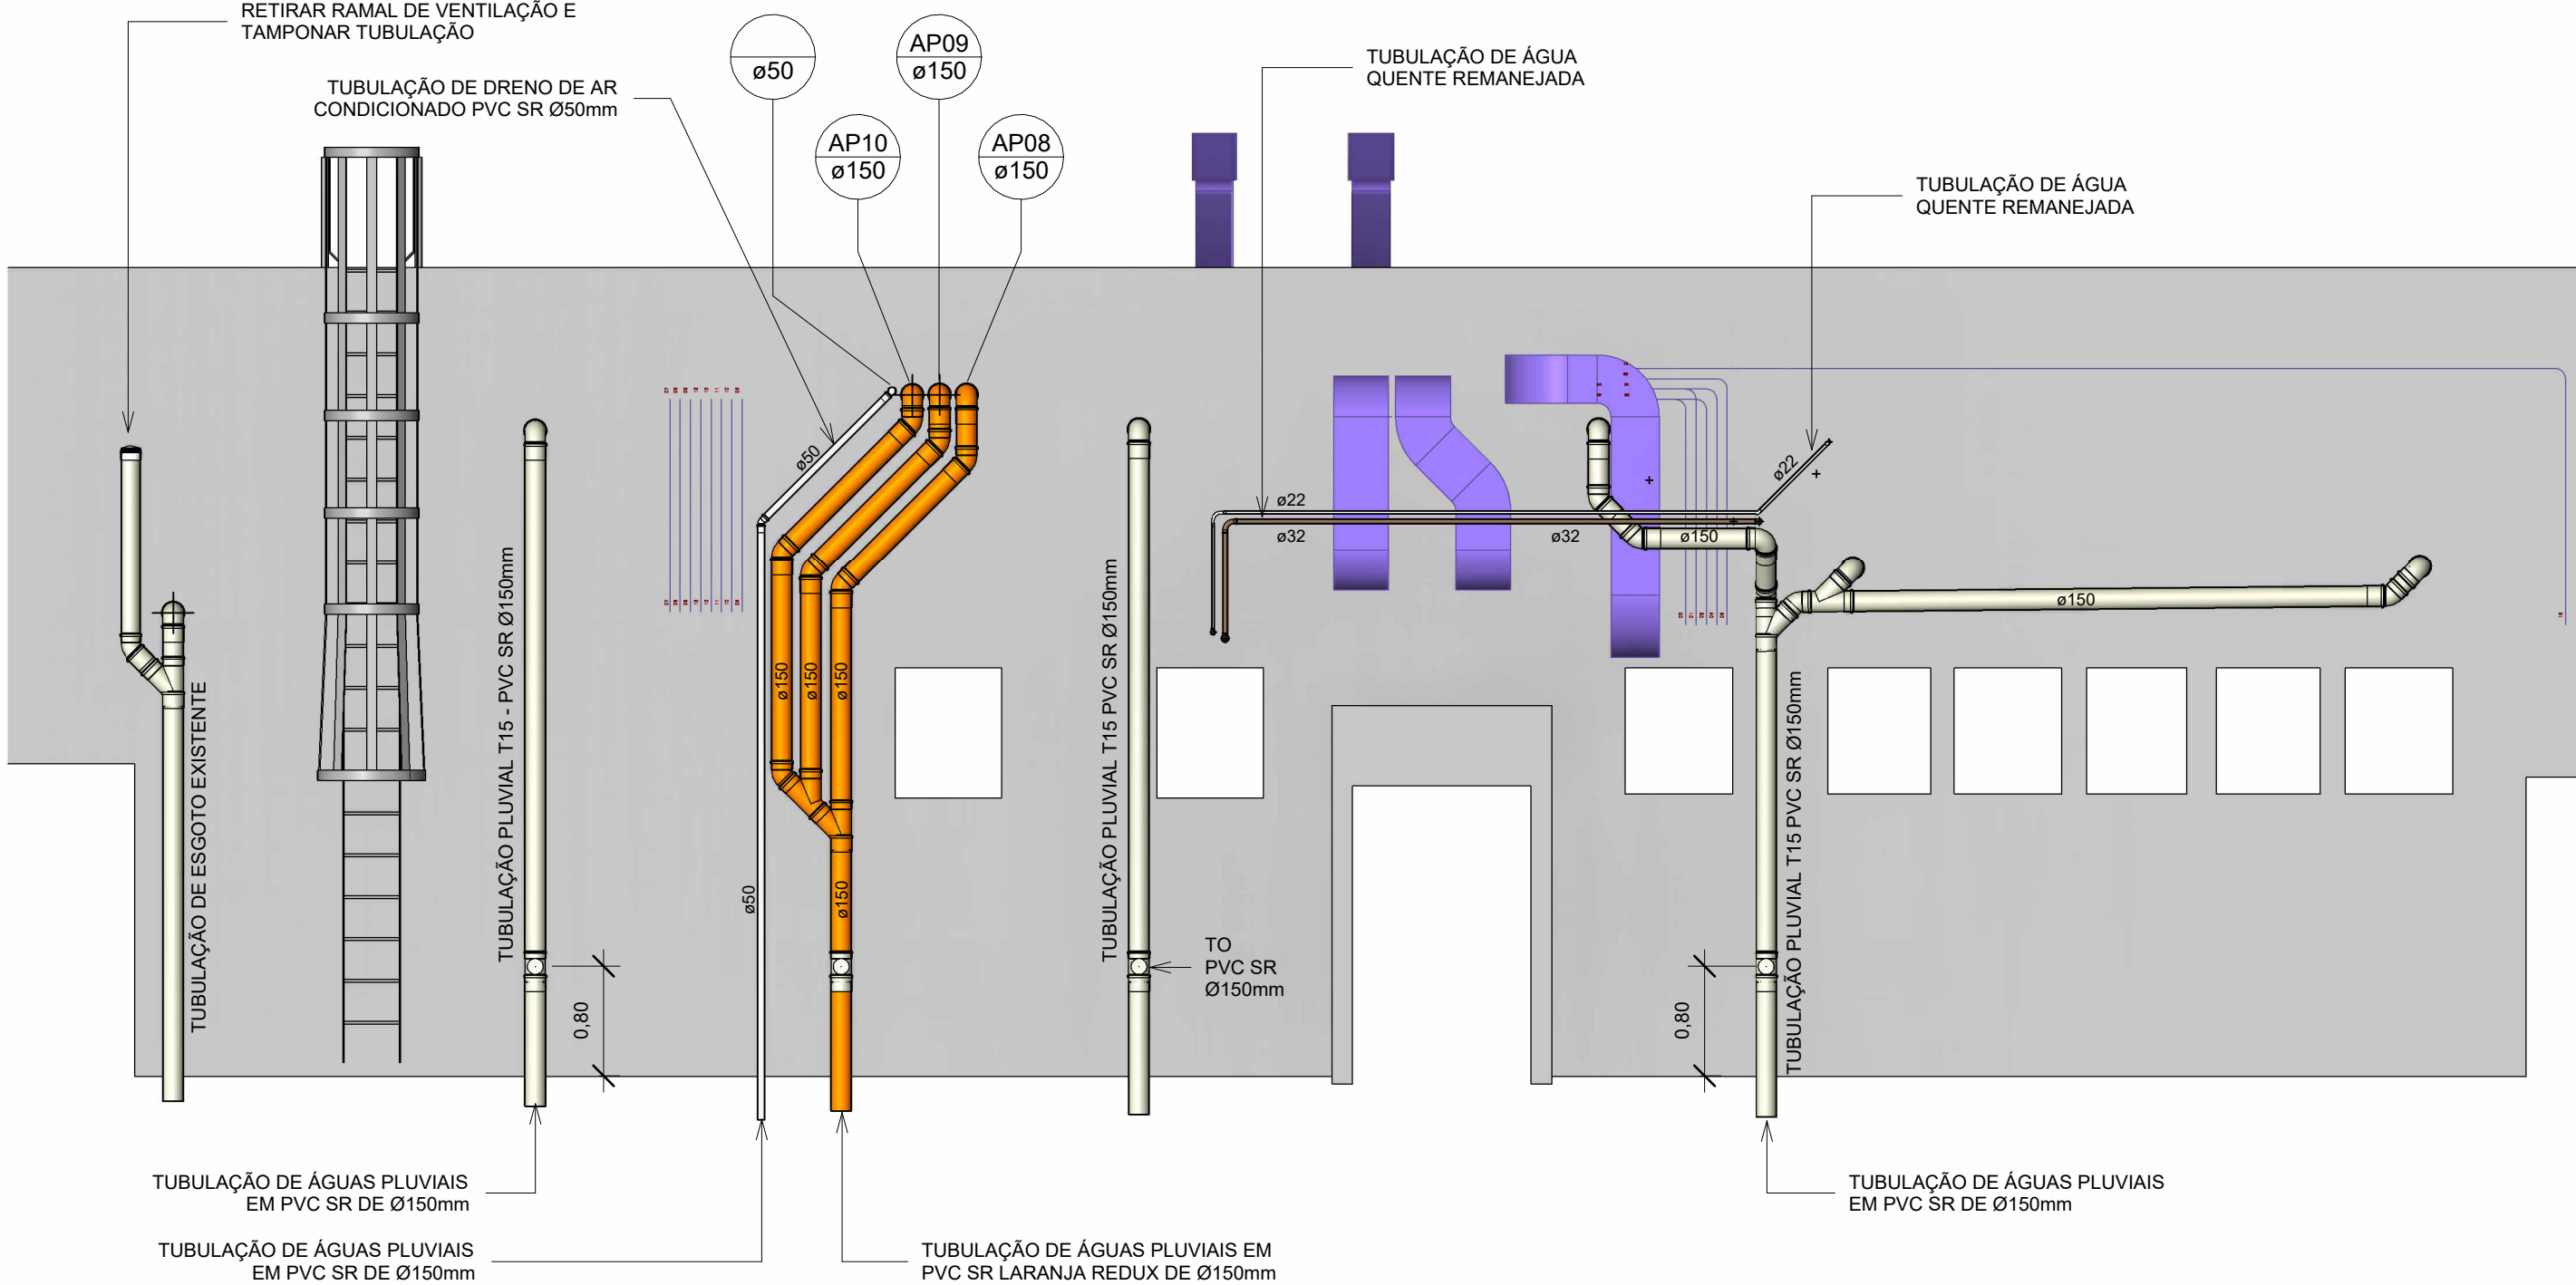 RETIRAR RAMAL DE VENTILAÇÃO E
TAMPONAR TUBULAÇÃO
TUBULAÇÃO DE DRENO DE AR
CONDICIONADO PVC SR Ø50mm
ø50
AP09
ø150
AP10
ø150
AP08
ø150
TUBULAÇÃO DE ÁGUA
QUENTE REMANEJADA
TUBULAÇÃO DE ÁGUA
QUENTE REMANEJADA
ø50
ø22
ø22
ø32
ø32
ø150
ø150
TUBULAÇÃO DE ESGOTO EXISTENTE
TUBULAÇÃO PLUVIAL T15 - PVC SR Ø150mm
ø150
ø150
ø150
ø50
ø150
TUBULAÇÃO PLUVIAL T15 PVC SR Ø150mm
TO
PVC SR
Ø150mm
TUBULAÇÃO PLUVIAL T15 PVC SR Ø150mm
0,80
0,80
TUBULAÇÃO DE ÁGUAS PLUVIAIS
EM PVC SR DE Ø150mm
TUBULAÇÃO DE ÁGUAS PLUVIAIS
EM PVC SR DE Ø150mm
TUBULAÇÃO DE ÁGUAS PLUVIAIS EM
PVC SR LARANJA REDUX DE Ø150mm
TUBULAÇÃO DE ÁGUAS PLUVIAIS
EM PVC SR DE Ø150mm